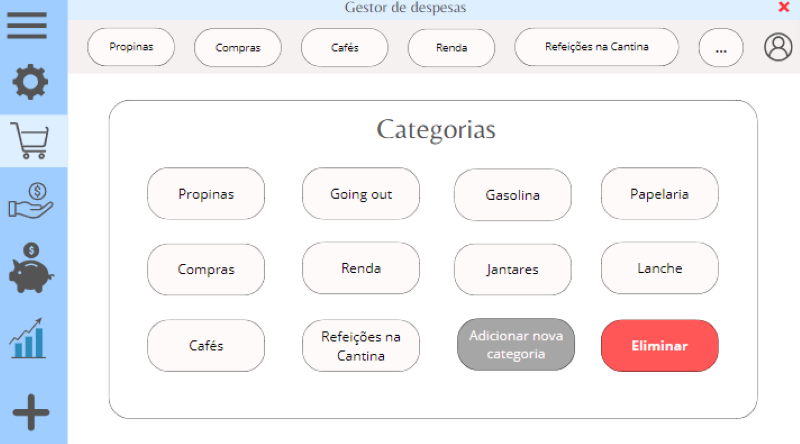 Gestor de despesas
Propinas
Compras
Cafés
Renda
Refeições na Cantina
...
Categorias
Propinas
Going out
Gasolina
Papelaria
Compras
Renda
Jantares
Lanche
Cafés
Refeições na
Cantina
Adicionar nova
categoria
Eliminar